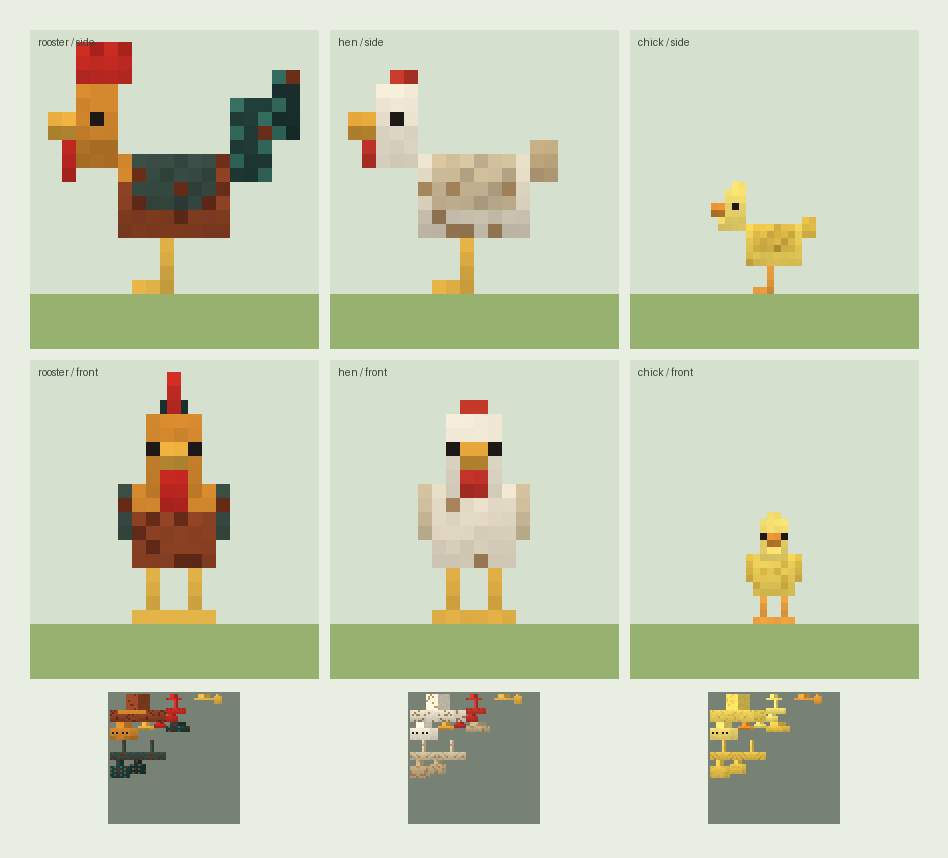 rooster / side
hen / side
chick / side
rooster / front
hen / front
chick / front